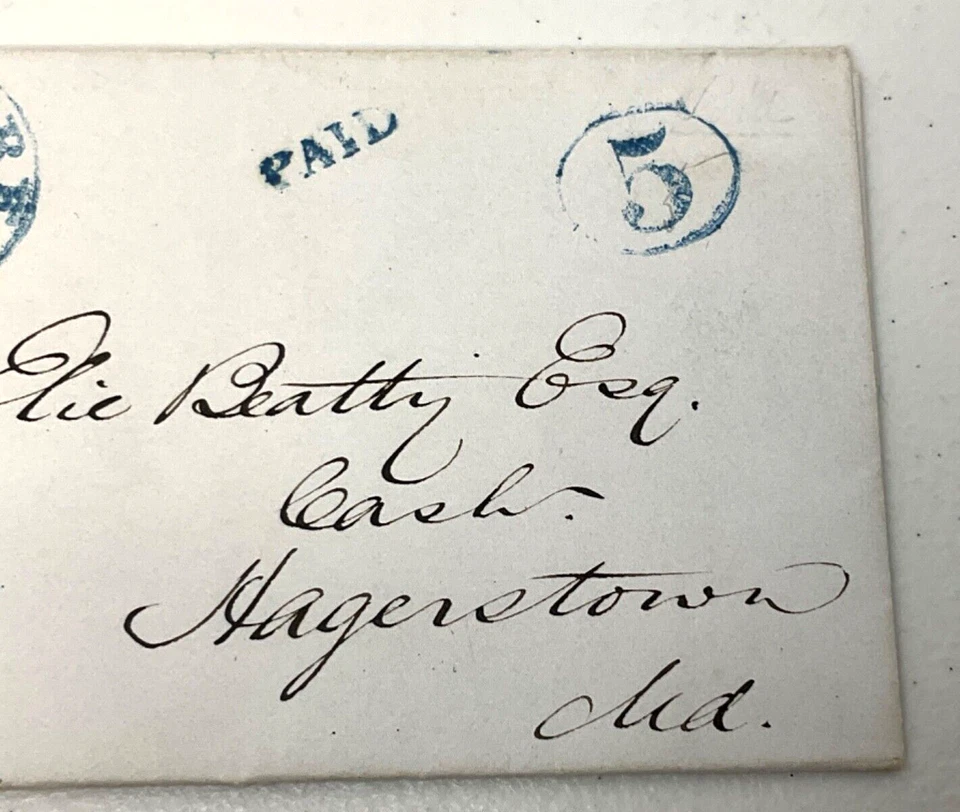 PAID
5
Elie Beatty Esq.
Cash.
Hagerstown
Md.